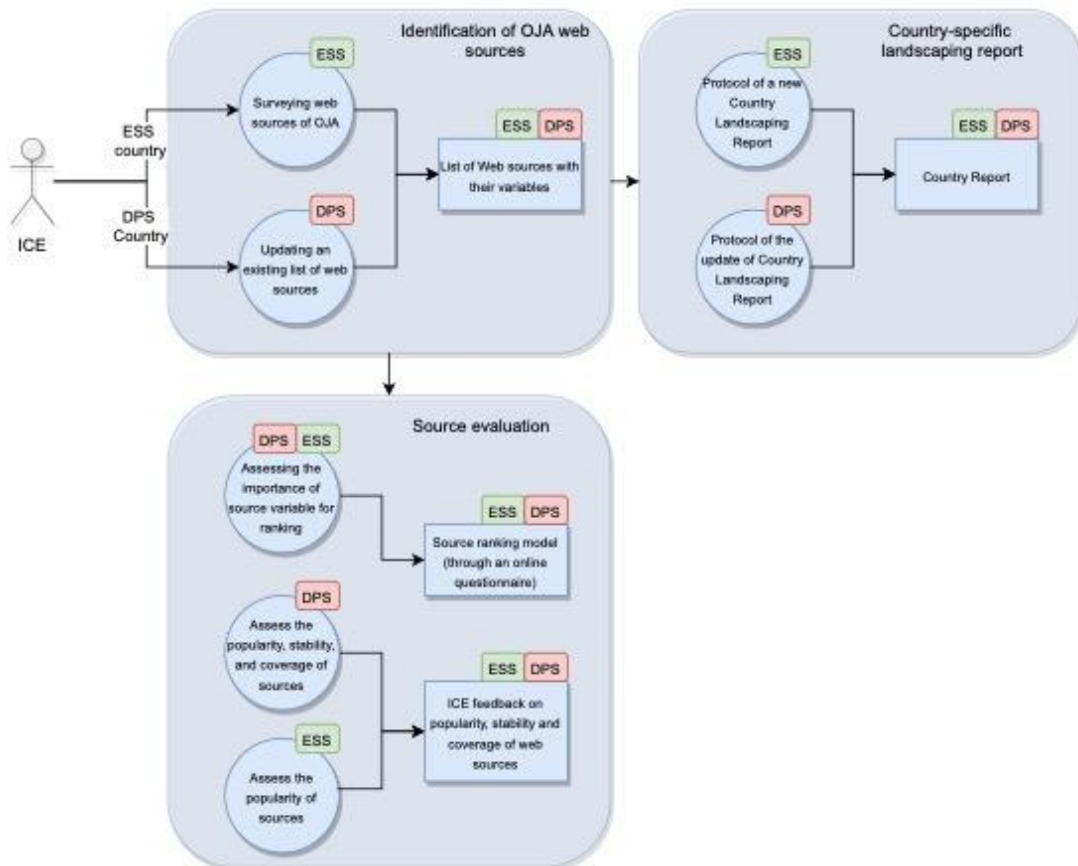 Identification of OJA web
sources
ESS
Surveying web
sources of OJA
ESS
country
ICE
DPS
Country
DPS
Updating an
existing list of web
sources
ESS DPS
List of Web sources with
their variables
Country-specific
landscaping report
ESS
Protocol of a new
Country
Landscaping
Report
DPS
Protocol of the
update of Country
Landscaping
Report
ESS DPS
Country Report
Source evaluation
DPS ESS
Assessing the
importance of
source variable for
ranking
ESS DPS
Source ranking model
(through an online
questionnaire)
DPS
Assess the
popularity, stability,
and coverage of
sources
ESS
Assess the
popularity of
sources
ESS DPS
ICE feedback on
popularity, stability and
coverage of web
sources